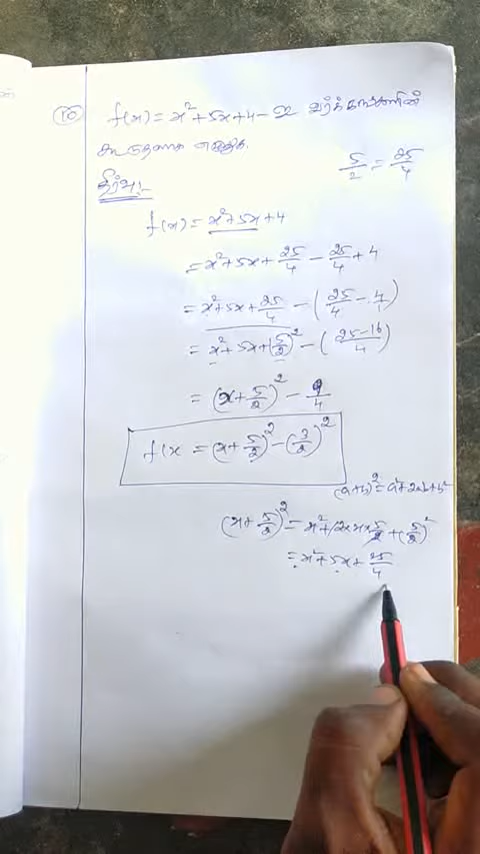 10) f(x) = x² + 5x + 4 - ஐ வர்க்கங்களின்
கூடுதலாக எழுதுக.
5/2 = 25/4
தீர்வு:-
f(x) = x² + 5x + 4
= x² + 5x + 25/4 - 25/4 + 4
= x² + 5x + 25/4 - (25/4 - 4)
= x² + 5x + (5/2)² - (25-16/4)
= (x + 5/2)² - 9/4
f(x = (x + 5/2)² - (3/2)²
(a+b)² = a² + 2ab + b²
(x + 5/2)² = x² + 2 × x × 5/2 + (5/2)²
= x² + 5x + 25/4